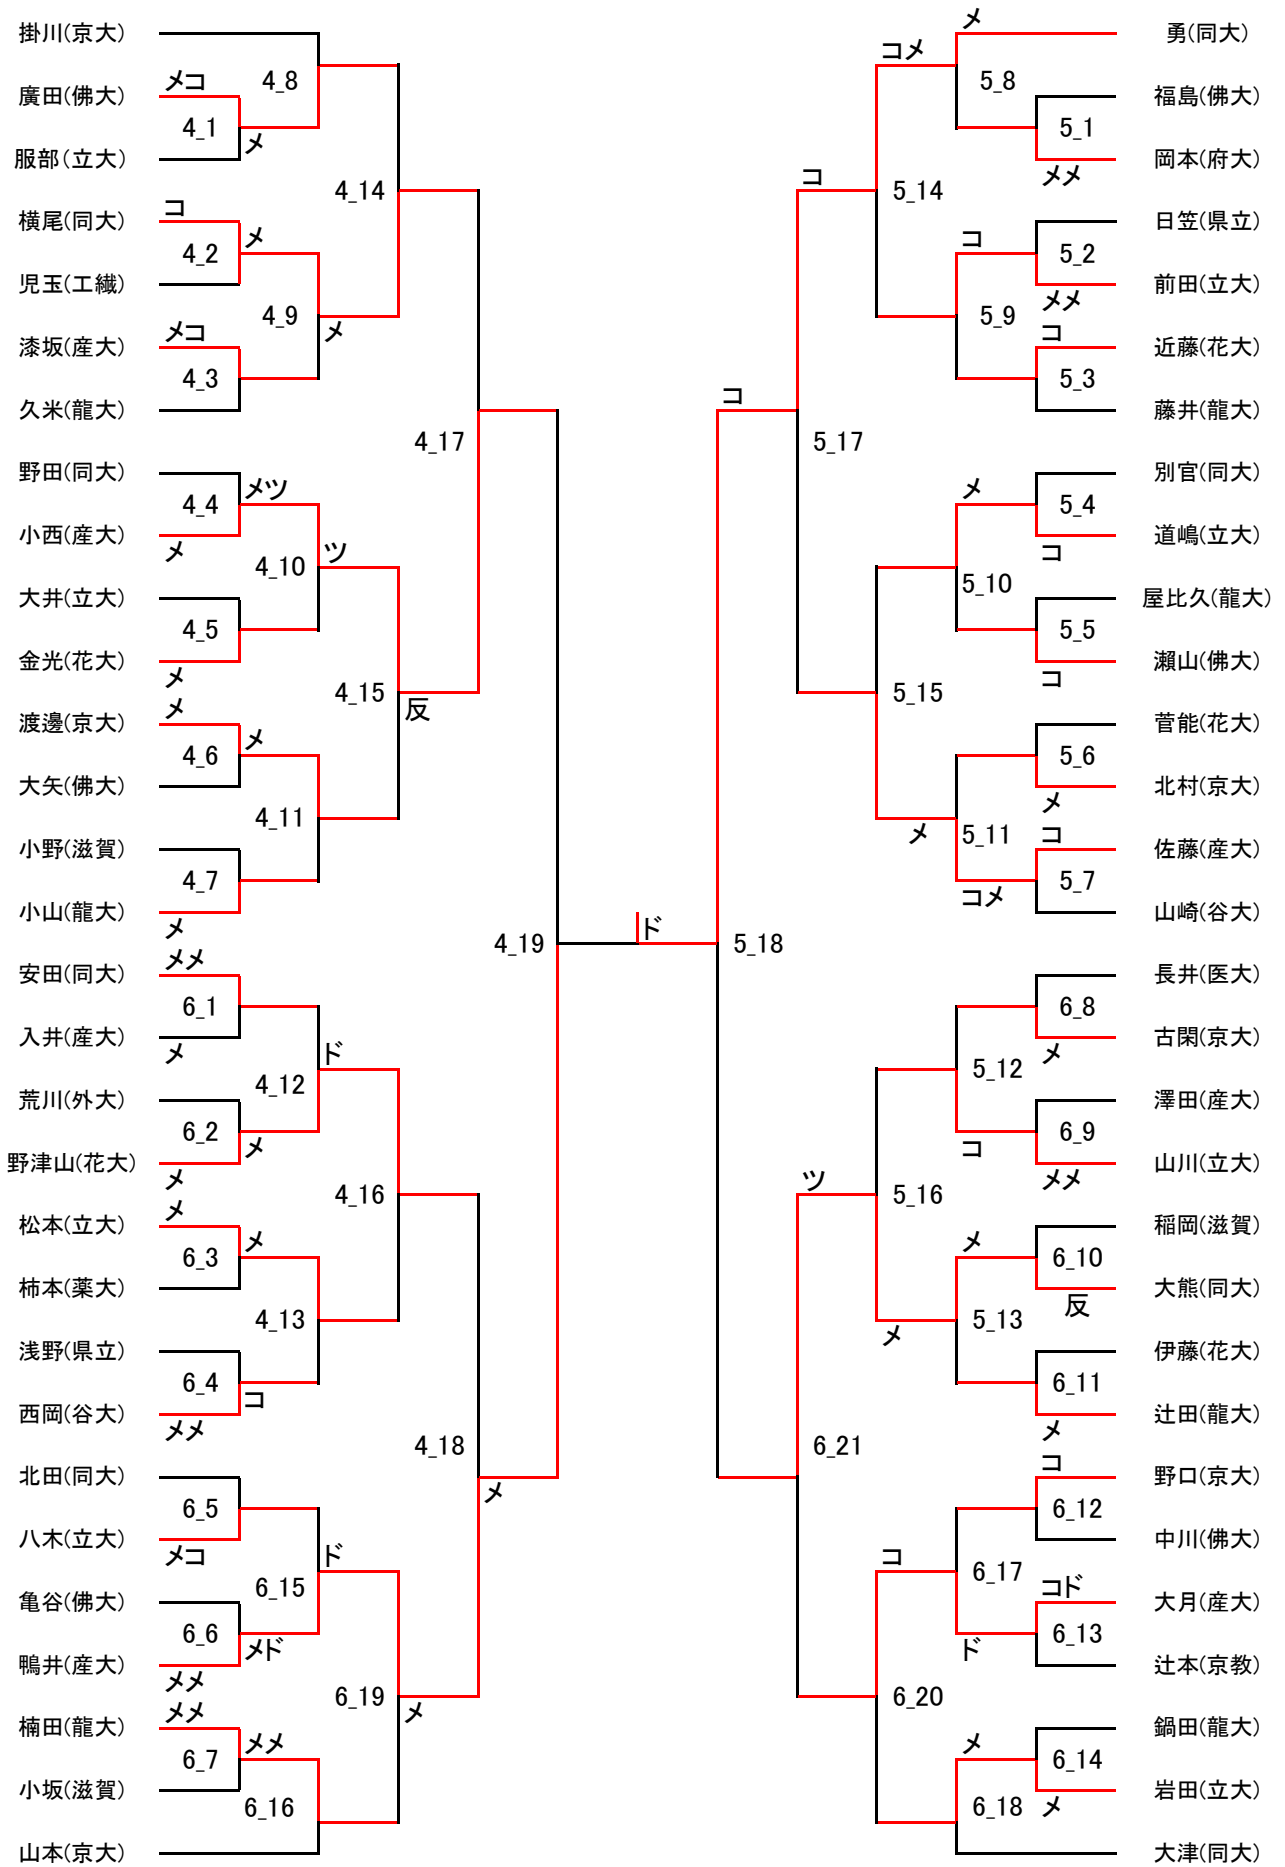 掛川(京大)
4_8
廣田(佛大)
メコ
4_1
メ
服部(立大)
4_14
横尾(同大)
コ
4_2
メ
児玉(工繊)
4_9
メ
漆坂(産大)
メコ
4_3
久米(龍大)
4_17
野田(同大)
4_4
メツ
小西(産大)
メ
4_10
ツ
大井(立大)
4_5
金光(花大)
メ
4_15
反
渡邊(京大)
メ
4_6
メ
大矢(佛大)
4_11
小野(滋賀)
4_7
小山(龍大)
メ
4_19
安田(同大)
メメ
6_1
入井(産大)
メ
4_12
ド
荒川(外大)
6_2
メ
野津山(花大)
メ
4_16
松本(立大)
メ
6_3
メ
柿本(薬大)
4_13
浅野(県立)
6_4
コ
西岡(谷大)
メメ
4_18
メ
北田(同大)
6_5
八木(立大)
メコ
6_15
ド
亀谷(佛大)
6_6
メド
鴨井(産大)
メメ
6_19
メ
楠田(龍大)
メメ
6_7
メメ
小坂(滋賀)
6_16
山本(京大)
ド
メ
勇(同大)
コメ
5_8
福島(佛大)
5_1
岡本(府大)
メメ
コ
5_14
日笠(県立)
コ
5_2
前田(立大)
メメ
5_9
コ
近藤(花大)
5_3
藤井(龍大)
コ
5_17
別官(同大)
メ
5_4
道嶋(立大)
コ
5_10
屋比久(龍大)
5_5
瀬山(佛大)
コ
5_15
菅能(花大)
5_6
北村(京大)
メ
メ
5_11
コ
佐藤(産大)
コメ
5_7
山崎(谷大)
5_18
長井(医大)
6_8
古閑(京大)
メ
5_12
澤田(産大)
コ
6_9
山川(立大)
メメ
ツ
5_16
稲岡(滋賀)
メ
6_10
大熊(同大)
反
メ
5_13
伊藤(花大)
6_11
辻田(龍大)
メ
6_21
コ
野口(京大)
6_12
中川(佛大)
コ
6_17
コド
大月(産大)
ド
6_13
辻本(京教)
6_20
鍋田(龍大)
メ
6_14
岩田(立大)
メ
6_18
大津(同大)